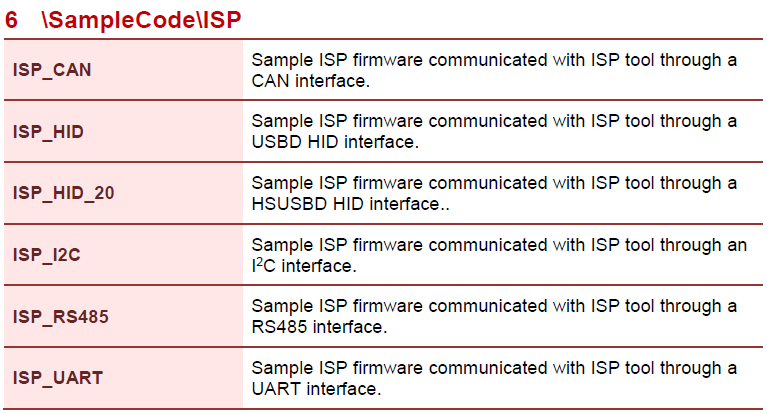 6 \SampleCode\ISP
ISP_CAN
Sample ISP firmware communicated with ISP tool through a
CAN interface.
ISP_HID
Sample ISP firmware communicated with ISP tool through a
USBD HID interface.
ISP_HID_20
Sample ISP firmware communicated with ISP tool through a
HSUSBD HID interface..
ISP_I2C
Sample ISP firmware communicated with ISP tool through an
I²C interface.
ISP_RS485
Sample ISP firmware communicated with ISP tool through a
RS485 interface.
ISP_UART
Sample ISP firmware communicated with ISP tool through a
UART interface.